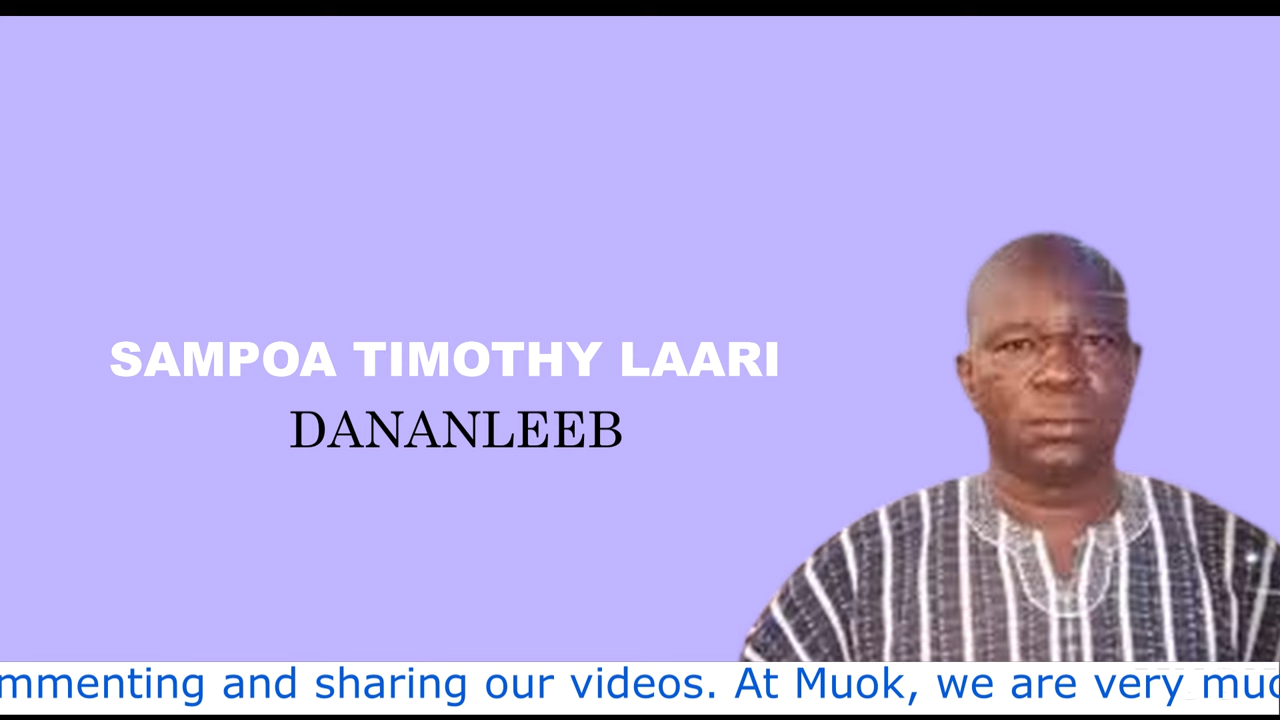 SAMPOA TIMOTHY LAARI
DANANLEEB
mmenting and sharing our videos. At Muok, we are very muc